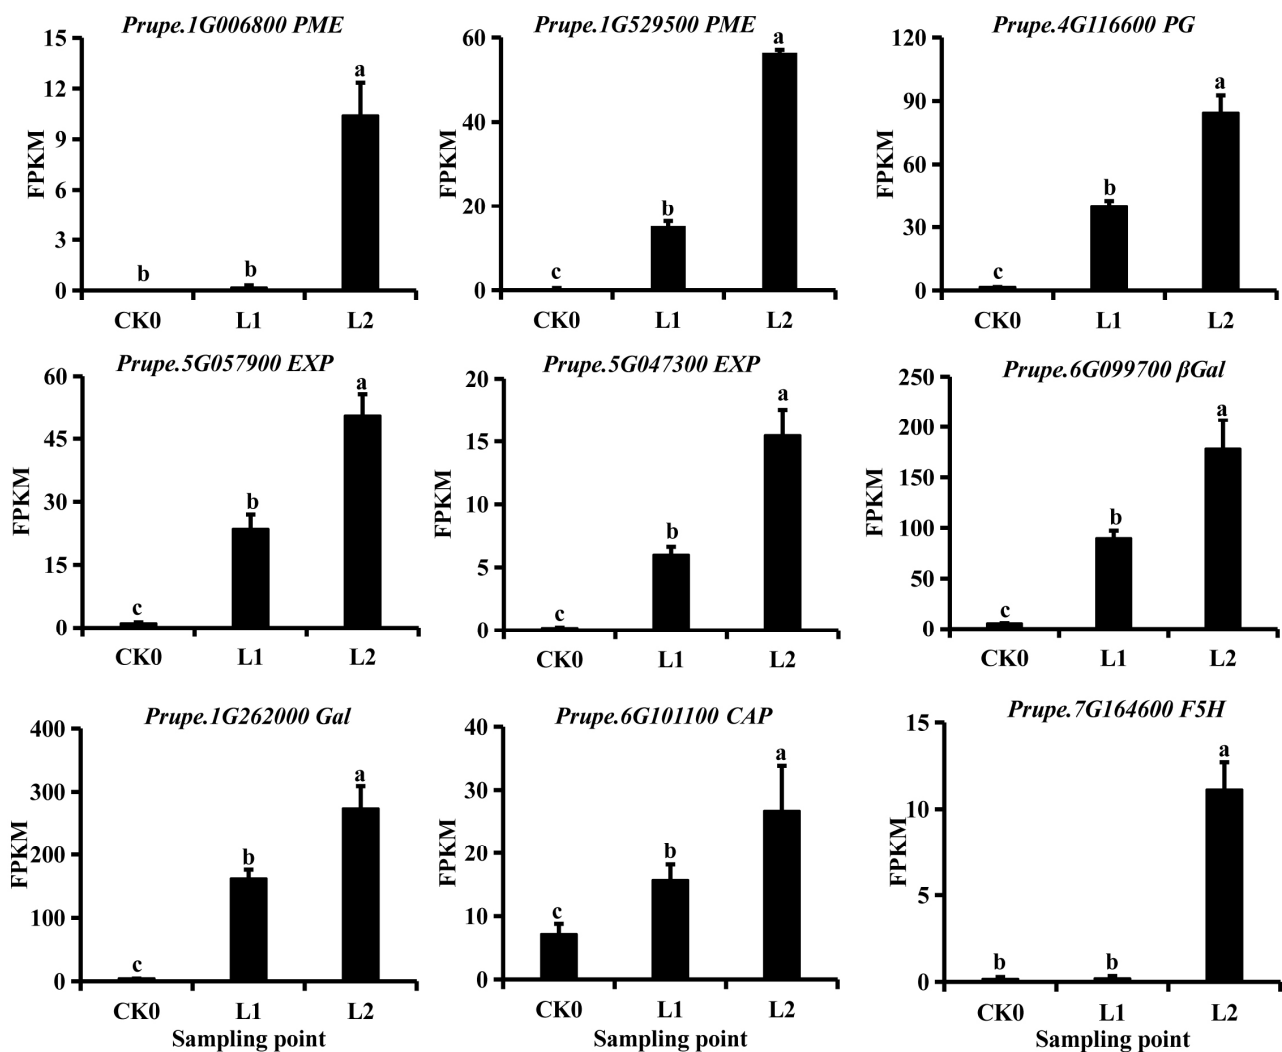 Prupe.1G006800 PME
15
12
9
6
3
0
FPKM
b
b
a
CK0 L1 L2
Prupe.1G529500 PME
60
40
20
0
FPKM
c
b
a
CK0 L1 L2
Prupe.4G116600 PG
120
90
60
30
0
FPKM
c
b
a
CK0 L1 L2
Prupe.5G057900 EXP
60
45
30
15
0
FPKM
c
b
a
CK0 L1 L2
Prupe.5G047300 EXP
20
15
10
5
0
FPKM
c
b
a
CK0 L1 L2
Prupe.6G099700 βGal
250
200
150
100
50
0
FPKM
c
b
a
CK0 L1 L2
Prupe.1G262000 Gal
400
300
200
100
0
FPKM
c
b
a
CK0 L1 L2
Sampling point
Prupe.6G101100 CAP
40
30
20
10
0
FPKM
c
b
a
CK0 L1 L2
Sampling point
Prupe.7G164600 F5H
15
10
5
0
FPKM
b
b
a
CK0 L1 L2
Sampling point